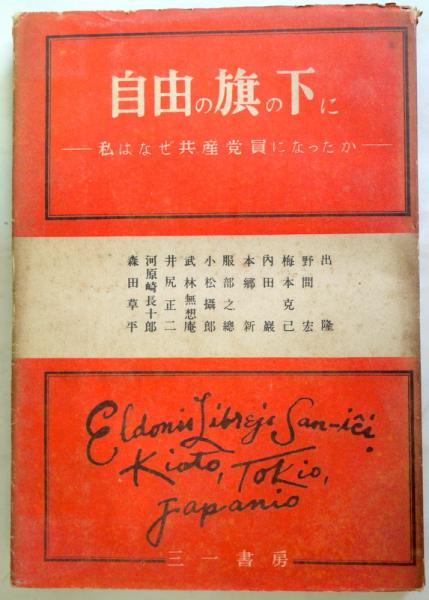 自由の旗の下に
私はなぜ共産党員になったか
出隆
野間宏
梅本克己
內田巖
本郷新
服部之總
小松攝郎
武林無想庵
井尻正二
河原崎長十郎
森田草平
Eldonis Librejo San-iĉi,
Kioto, Tokio,
Japanio
三一書房